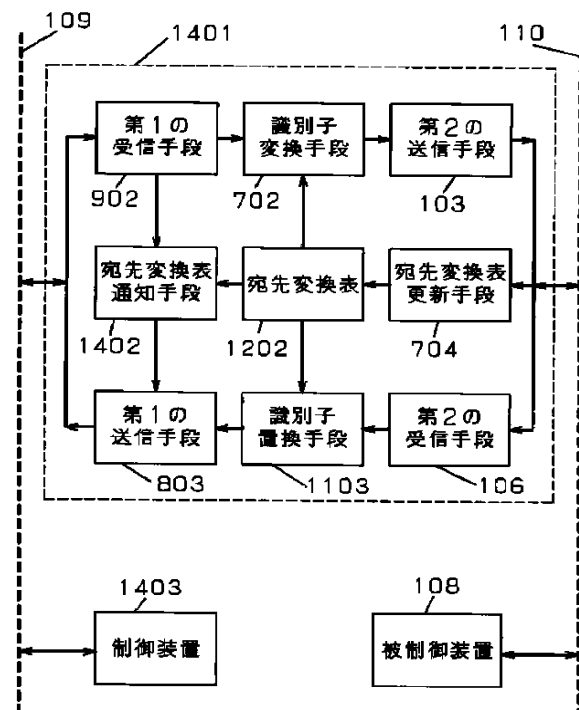 109
1401
110
第1の
受信手段
902
識別子
変換手段
702
第2の
送信手段
103
宛先変換表
通知手段
1402
宛先変換表
1202
宛先変換表
更新手段
704
第1の
送信手段
803
識別子
置換手段
1103
第2の
受信手段
106
1403
制御装置
108
被制御装置